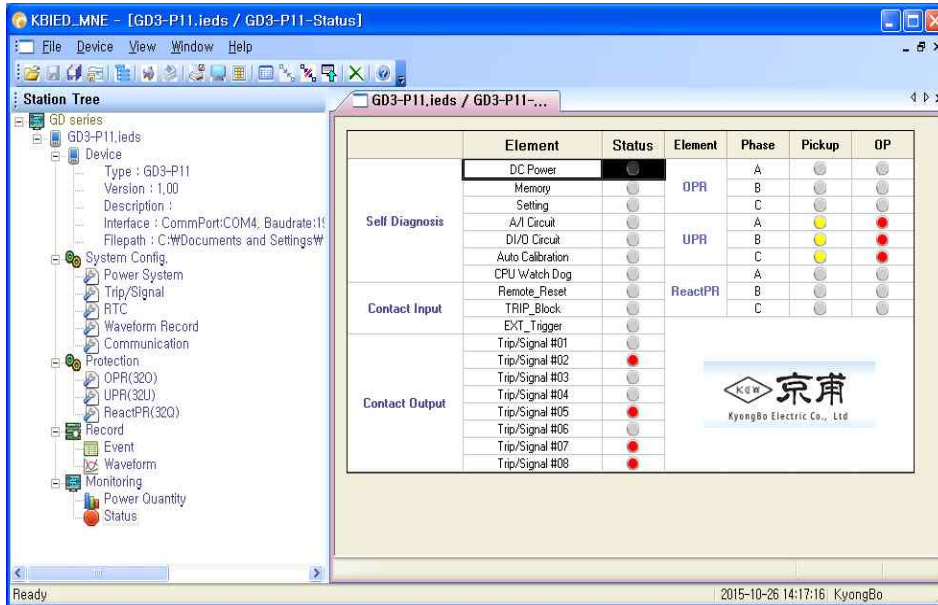 KBIED_MNE - [GD3-P11.ieds / GD3-P11-Status]
File Device View Window Help
Station Tree
GD series
GD3-P11.ieds
Device
Type : GD3-P11
Version : 1.00
Description :
Interface : CommPort:COM4, Baudrate:19
Filepath : C:₩Documents and Settings₩
System Config.
Power System
Trip/Signal
RTC
Waveform Record
Communication
Protection
OPR(32O)
UPR(32U)
ReactPR(32Q)
Record
Event
Waveform
Monitoring
Power Quantity
Status
GD3-P11.ieds / GD3-P11-...
Element Status Element Phase Pickup OP
Self Diagnosis
DC Power
Memory
Setting
A/I Circuit
DI/O Circuit
Auto Calibration
CPU Watch Dog
Contact Input
Remote_Reset
TRIP_Block
EXT_Trigger
Contact Output
Trip/Signal #01
Trip/Signal #02
Trip/Signal #03
Trip/Signal #04
Trip/Signal #05
Trip/Signal #06
Trip/Signal #07
Trip/Signal #08
OPR
A
B
C
UPR
A
B
C
ReactPR
A
B
C
KEW 京甫
KyongBo Electric Co., Ltd
Ready 2015-10-26 14:17:16 KyongBo